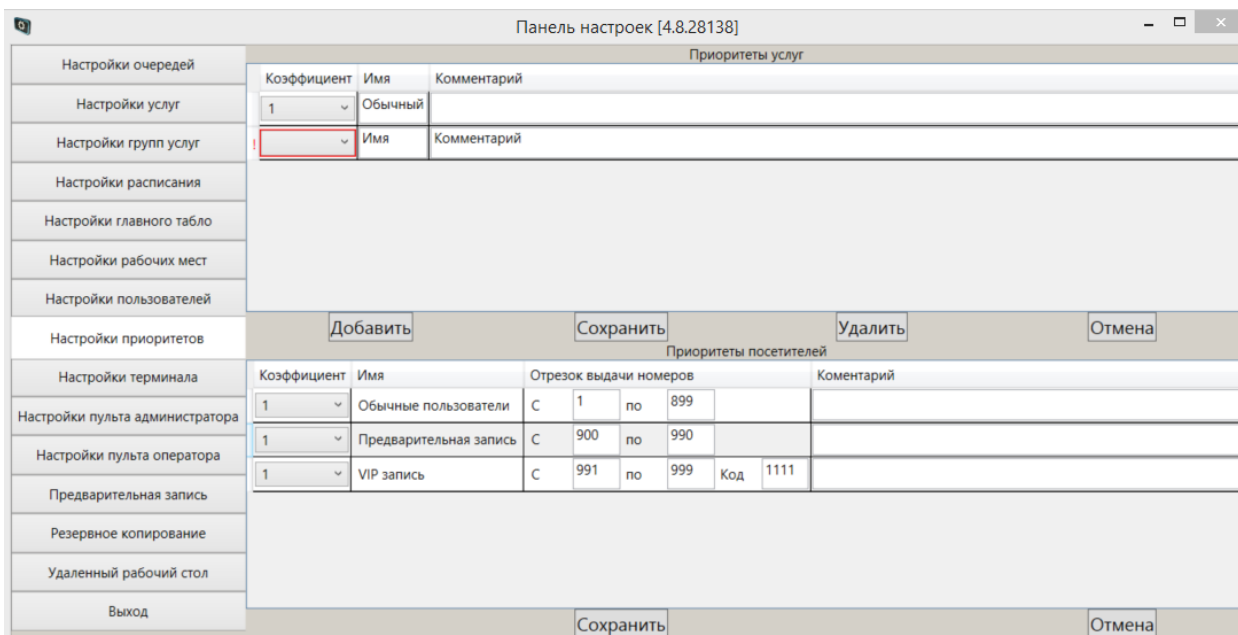 Панель настроек [4.8.28138]
Настройки очередей
Настройки услуг
Настройки групп услуг
Настройки расписания
Настройки главного табло
Настройки рабочих мест
Настройки пользователей
Настройки приоритетов
Настройки терминала
Настройки пульта администратора
Настройки пульта оператора
Предварительная запись
Резервное копирование
Удаленный рабочий стол
Выход
Приоритеты услуг
Коэффициент Имя Комментарий
1 Обычный
! Имя Комментарий
Добавить Сохранить Удалить Отмена
Приоритеты посетителей
Коэффициент Имя Отрезок выдачи номеров Коментарий
1 Обычные пользователи С 1 по 899
1 Предварительная запись С 900 по 990
1 VIP запись С 991 по 999 Код 1111
Сохранить Отмена